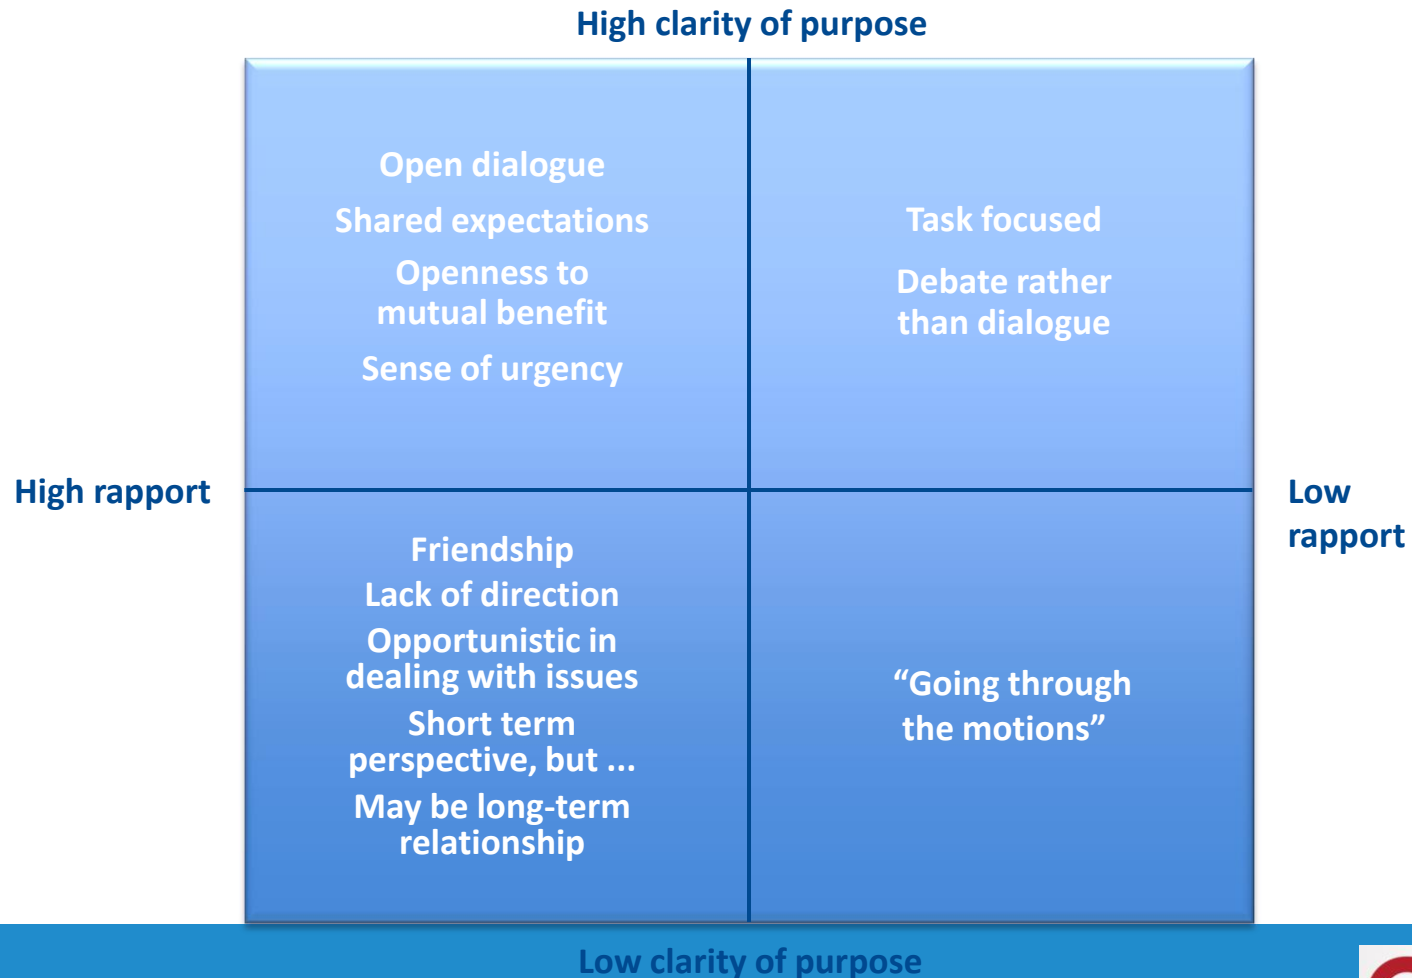 High clarity of purpose
Open dialogue
Shared expectations
Openness to
mutual benefit
Sense of urgency
Task focused
Debate rather
than dialogue
High rapport
Low
rapport
Friendship
Lack of direction
Opportunistic in
dealing with issues
Short term
perspective, but ...
May be long-term
relationship
“Going through
the motions”
Low clarity of purpose